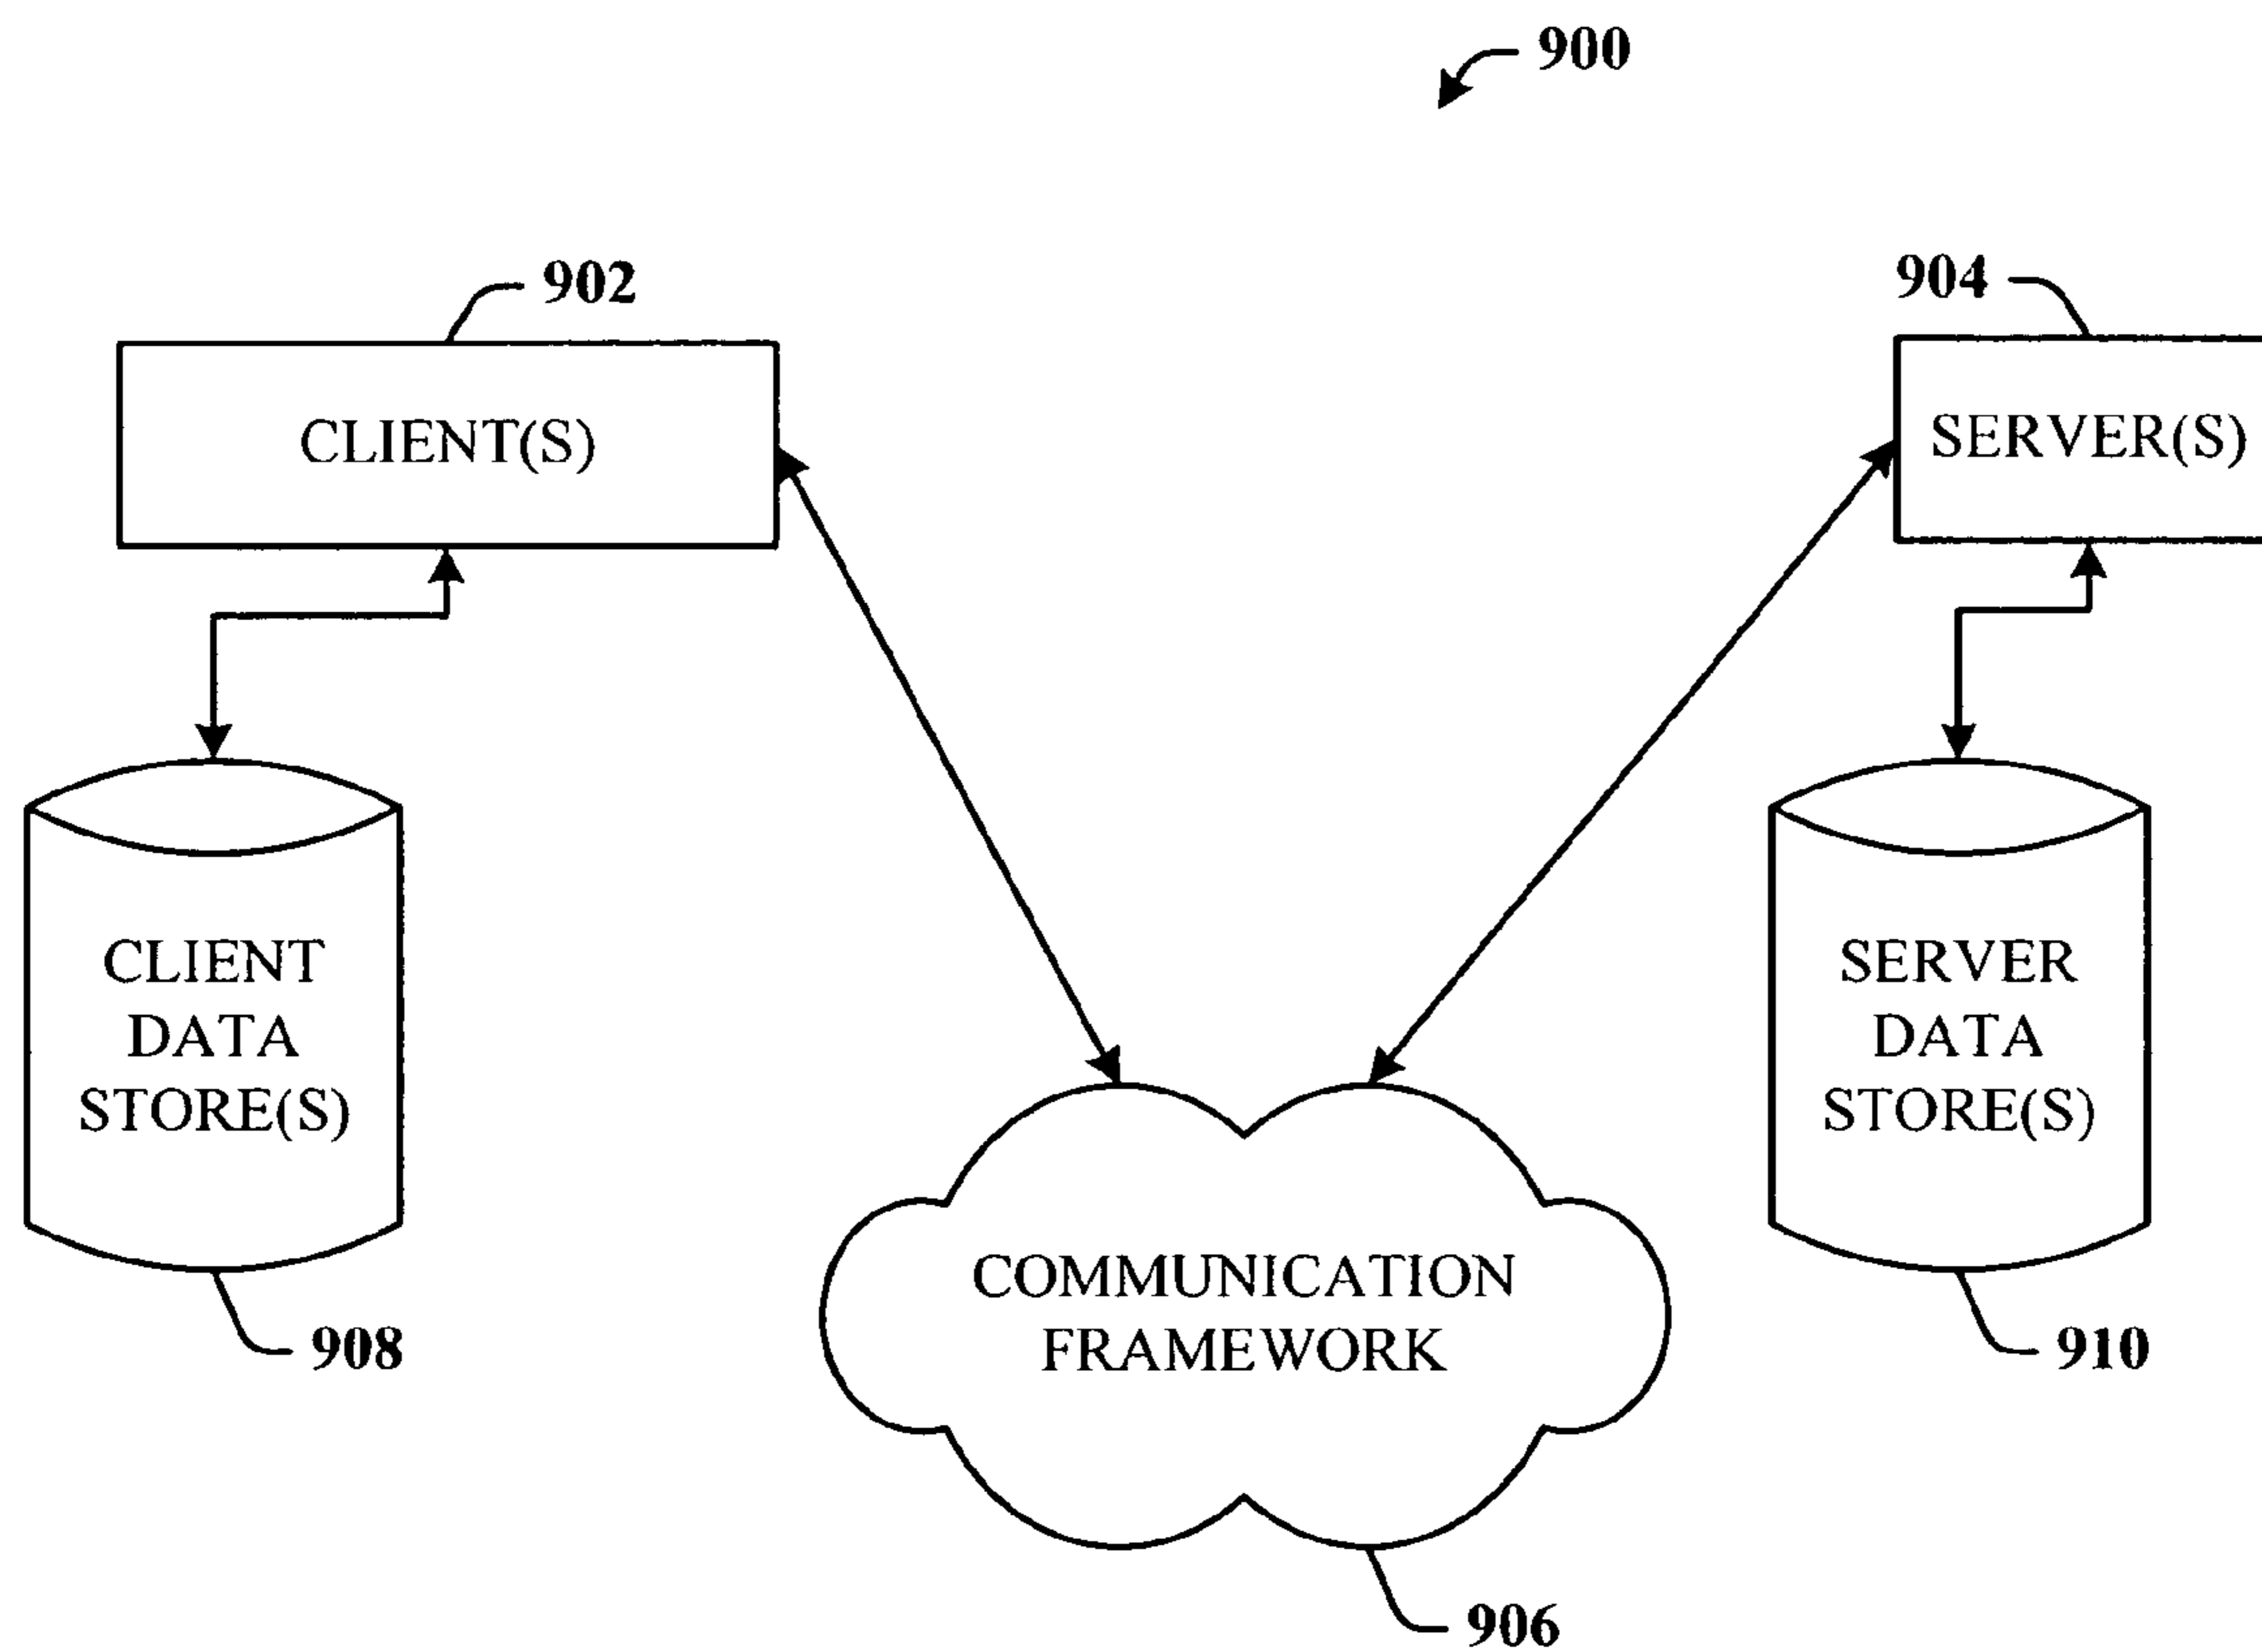 900
902
904
CLIENT(S)
SERVER(S)
CLIENT
DATA
STORE(S)
SERVER
DATA
STORE(S)
COMMUNICATION
FRAMEWORK
908
910
906